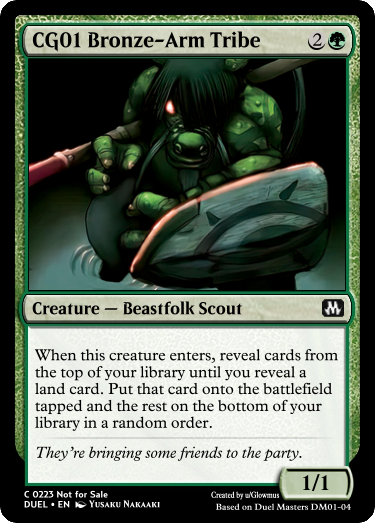 CG01 Bronze-Arm Tribe 2
Creature — Beastfolk Scout
When this creature enters, reveal cards from
the top of your library until you reveal a
land card. Put that card onto the battlefield
tapped and the rest on the bottom of your
library in a random order.
They're bringing some friends to the party.
1/1
C 0223 Not for Sale
DUEL • EN Yusaku Nakaaki
Created by u/Glowmus
Based on Duel Masters DM01-04